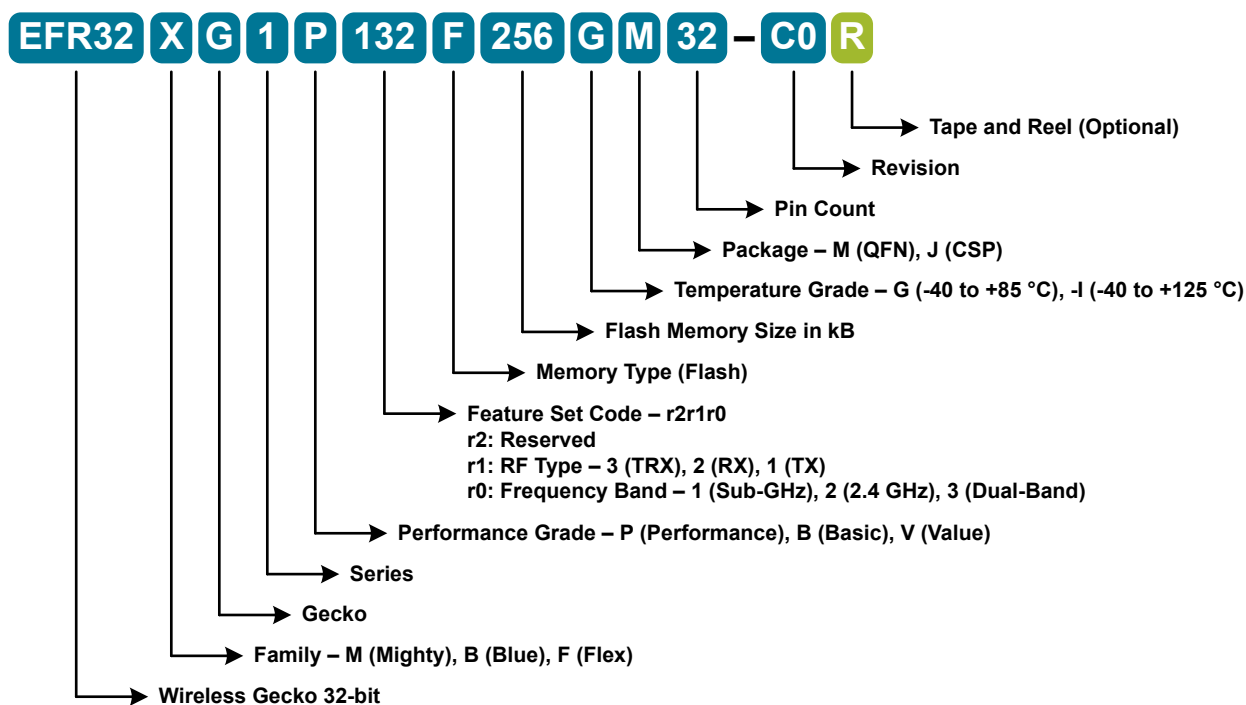 EFR32 X G 1 P 132 F 256 G M 32 – C0 R
Tape and Reel (Optional)
Revision
Pin Count
Package – M (QFN), J (CSP)
Temperature Grade – G (-40 to +85 °C), -I (-40 to +125 °C)
Flash Memory Size in kB
Memory Type (Flash)
Feature Set Code – r2r1r0
r2: Reserved
r1: RF Type – 3 (TRX), 2 (RX), 1 (TX)
r0: Frequency Band – 1 (Sub-GHz), 2 (2.4 GHz), 3 (Dual-Band)
Performance Grade – P (Performance), B (Basic), V (Value)
Series
Gecko
Family – M (Mighty), B (Blue), F (Flex)
Wireless Gecko 32-bit